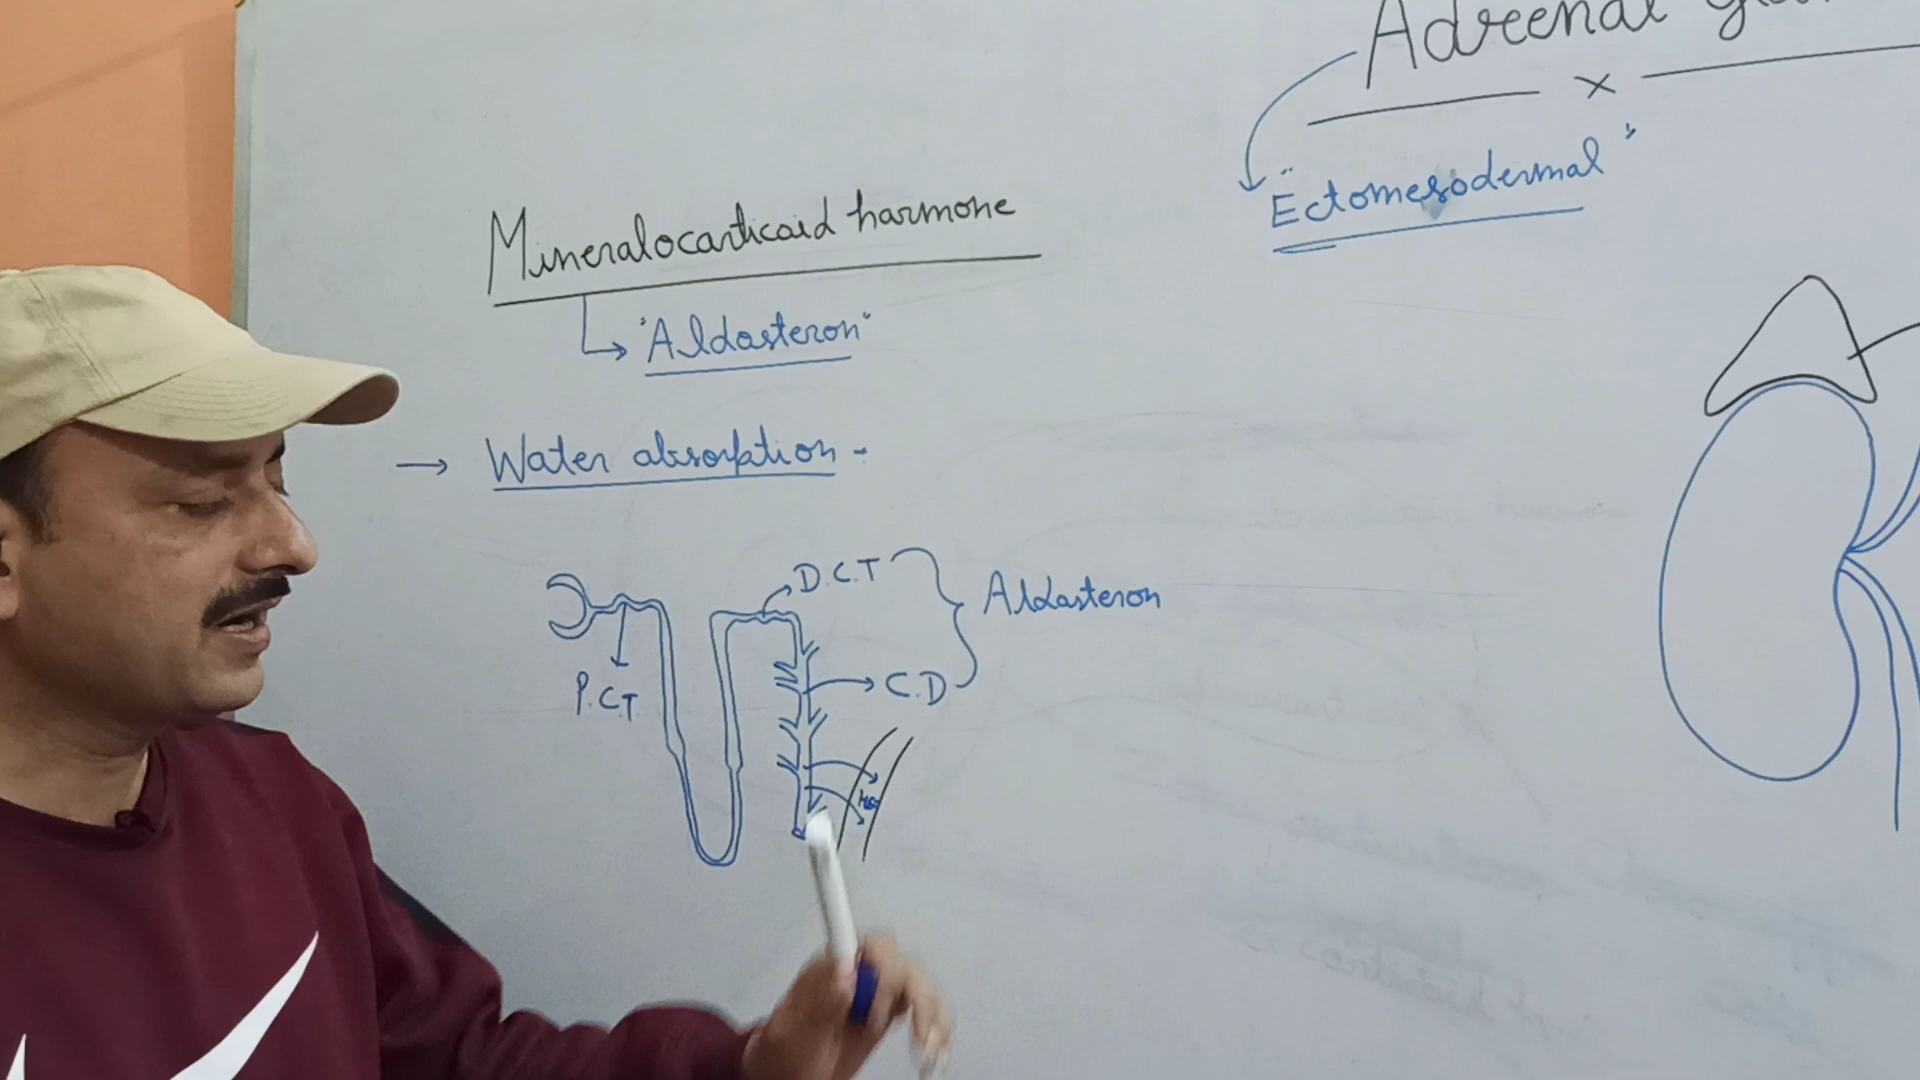 Adreenal
x
"Ectomesodermal"
Mineralocarticoid harmone
"Aldasteron"
→ Water absorption -
D.C.T
Aldasteron
P.C.T
C.D